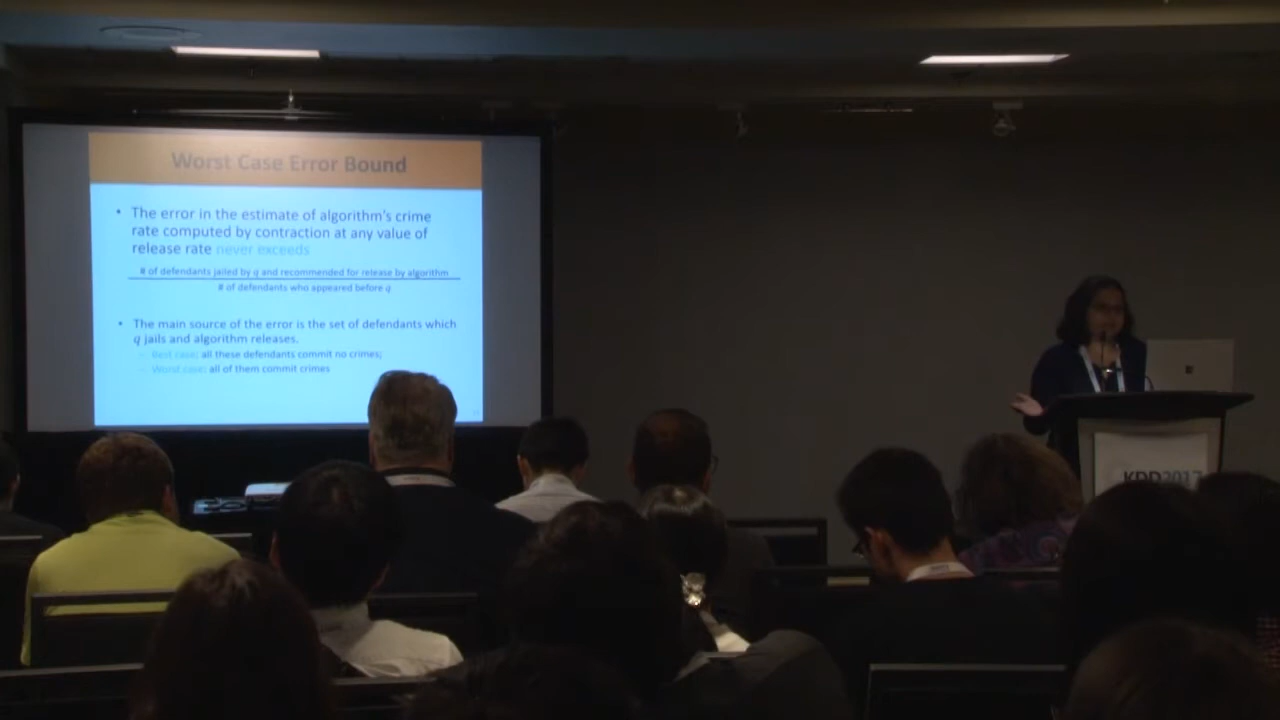 Worst Case Error Bound
• The error in the estimate of algorithm's crime
rate computed by contraction at any value of
release rate never exceeds
# of defendants jailed by q and recommended for release by algorithm
# of defendants who appeared before q
• The main source of the error is the set of defendants which
q jails and algorithm releases.
– Best case: all these defendants commit no crimes;
– Worst case: all of them commit crimes
KDD2017